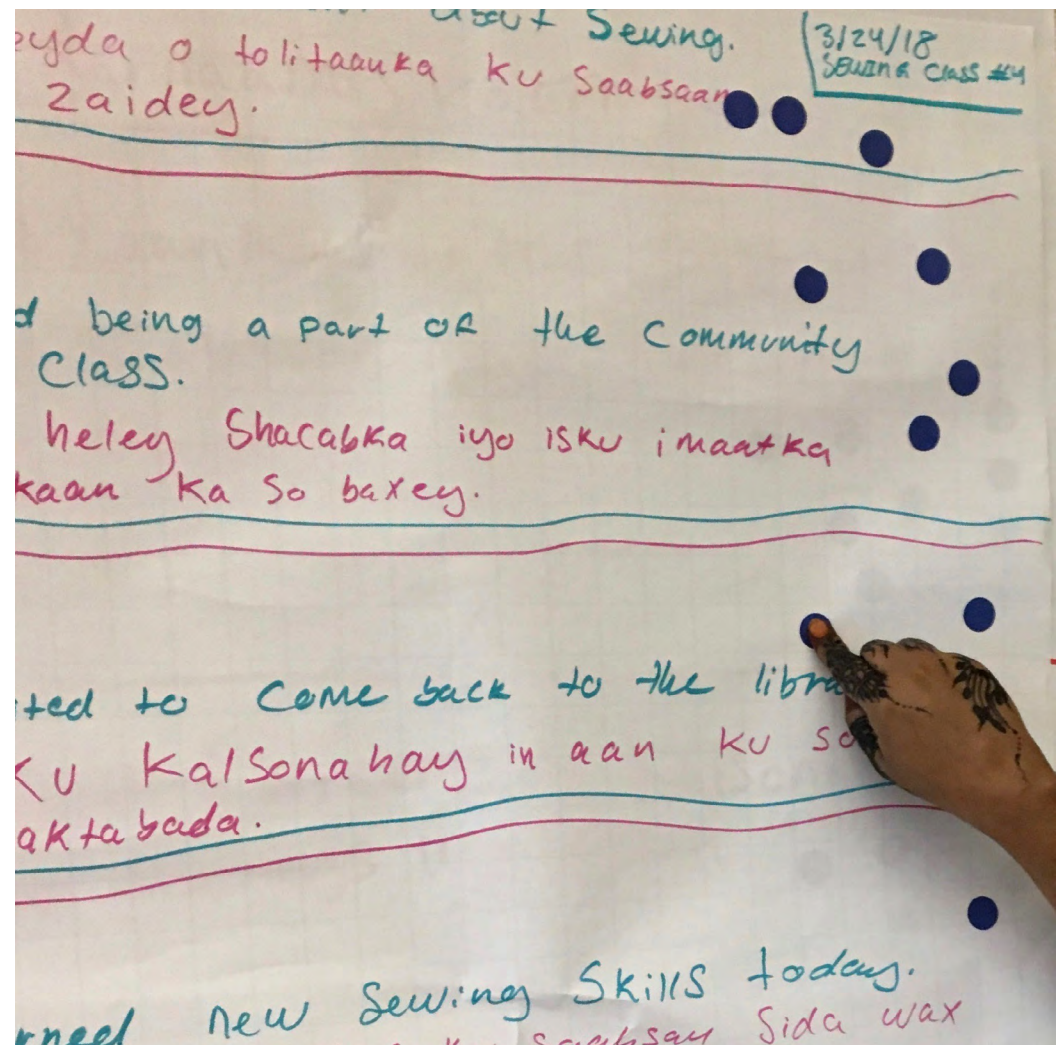 about Sewing.
3/24/18
Sewing Class #4
eyda o tolitaanka ku Saabsaan
Zaidey.
d being a part of the Community
Class.
heley Shacabka iyo isku imaatka
kaan ka so baxey.
ted to come back to the libra
Ku Kalsonahay in aan ku so
aktabada.
rned new Sewing Skills today.
Saabsan Sida wax